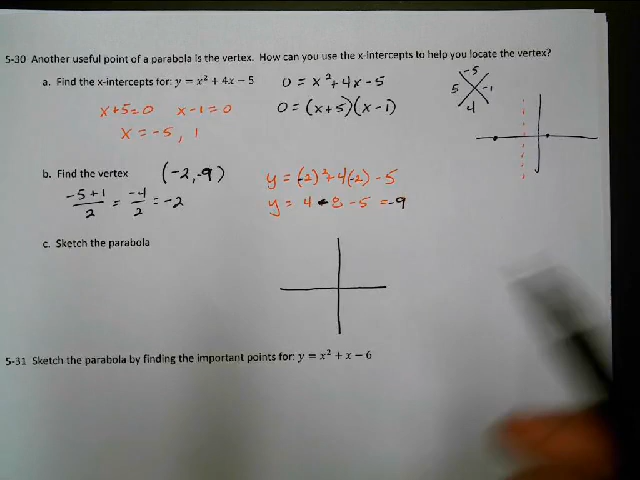 5-30 Another useful point of a parabola is the vertex. How can you use the x-intercepts to help you locate the vertex?
a. Find the x-intercepts for: y = x² + 4x − 5
0 = x² + 4x - 5
0 = (x + 5)(x - 1)
x + 5 = 0 x - 1 = 0
x = -5, 1
-5
5 -1
4
b. Find the vertex (-2, -9)
-5 + 1 / 2 = -4 / 2 = -2
y = (-2)² + 4(-2) - 5
y = 4 - 8 - 5 = -9
c. Sketch the parabola
5-31 Sketch the parabola by finding the important points for: y = x² + x − 6